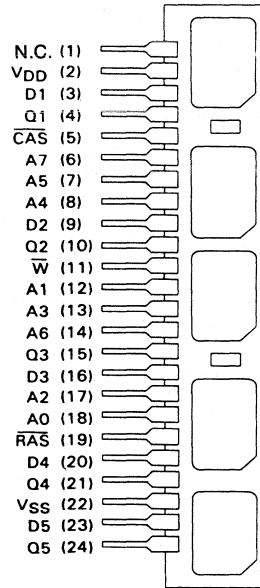 N.C. (1)
VDD (2)
D1 (3)
Q1 (4)
C̅A̅S̅ (5)
A7 (6)
A5 (7)
A4 (8)
D2 (9)
Q2 (10)
W̅ (11)
A1 (12)
A3 (13)
A6 (14)
Q3 (15)
D3 (16)
A2 (17)
A0 (18)
R̅A̅S̅ (19)
D4 (20)
Q4 (21)
VSS (22)
D5 (23)
Q5 (24)